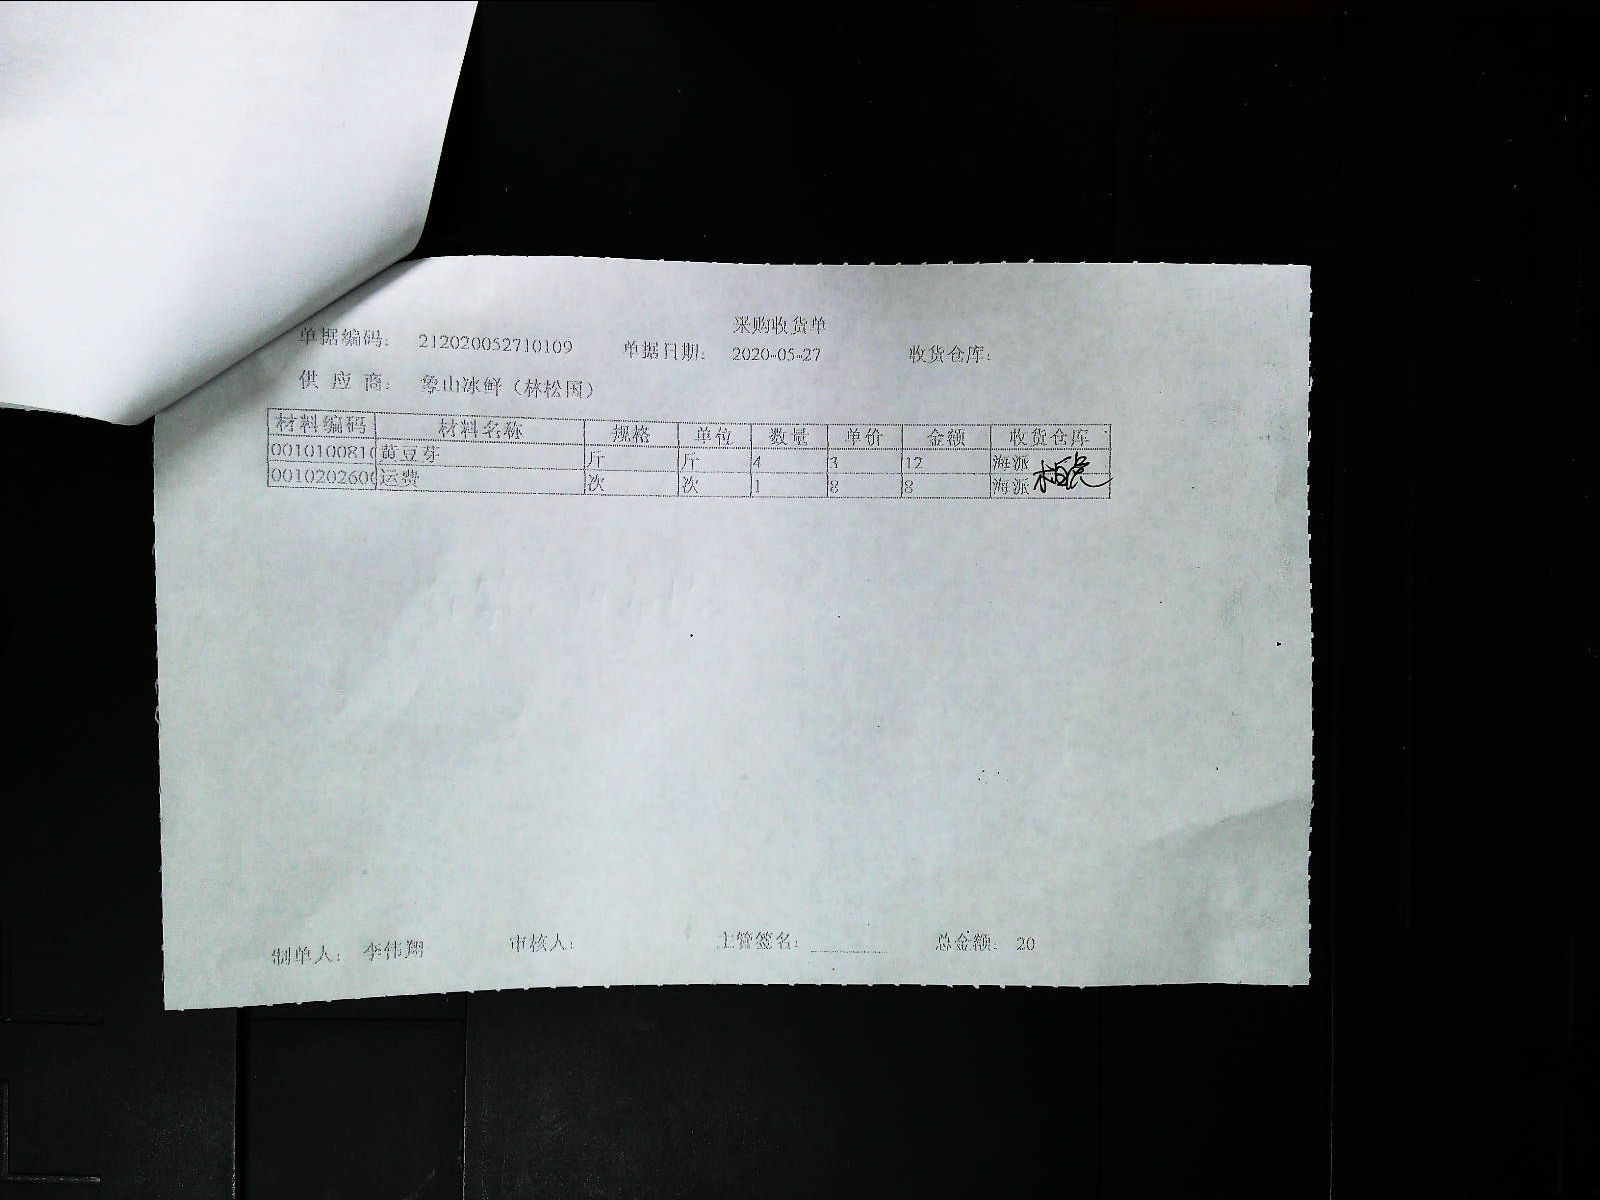 采购收货单
单据编码: 212020052710109 单据日期: 2020-05-27 收货仓库:
供应商: 象山冰鲜（林松国）
材料编码 材料名称 规格 单位 数量 单价 金额 收货仓库
0010100810 黄豆芽 斤 斤 4 3 12 海派
0010202600 运费 次 次 1 8 8 海派
制单人: 李伟翔 审核人: 主管签名: 总金额: 20